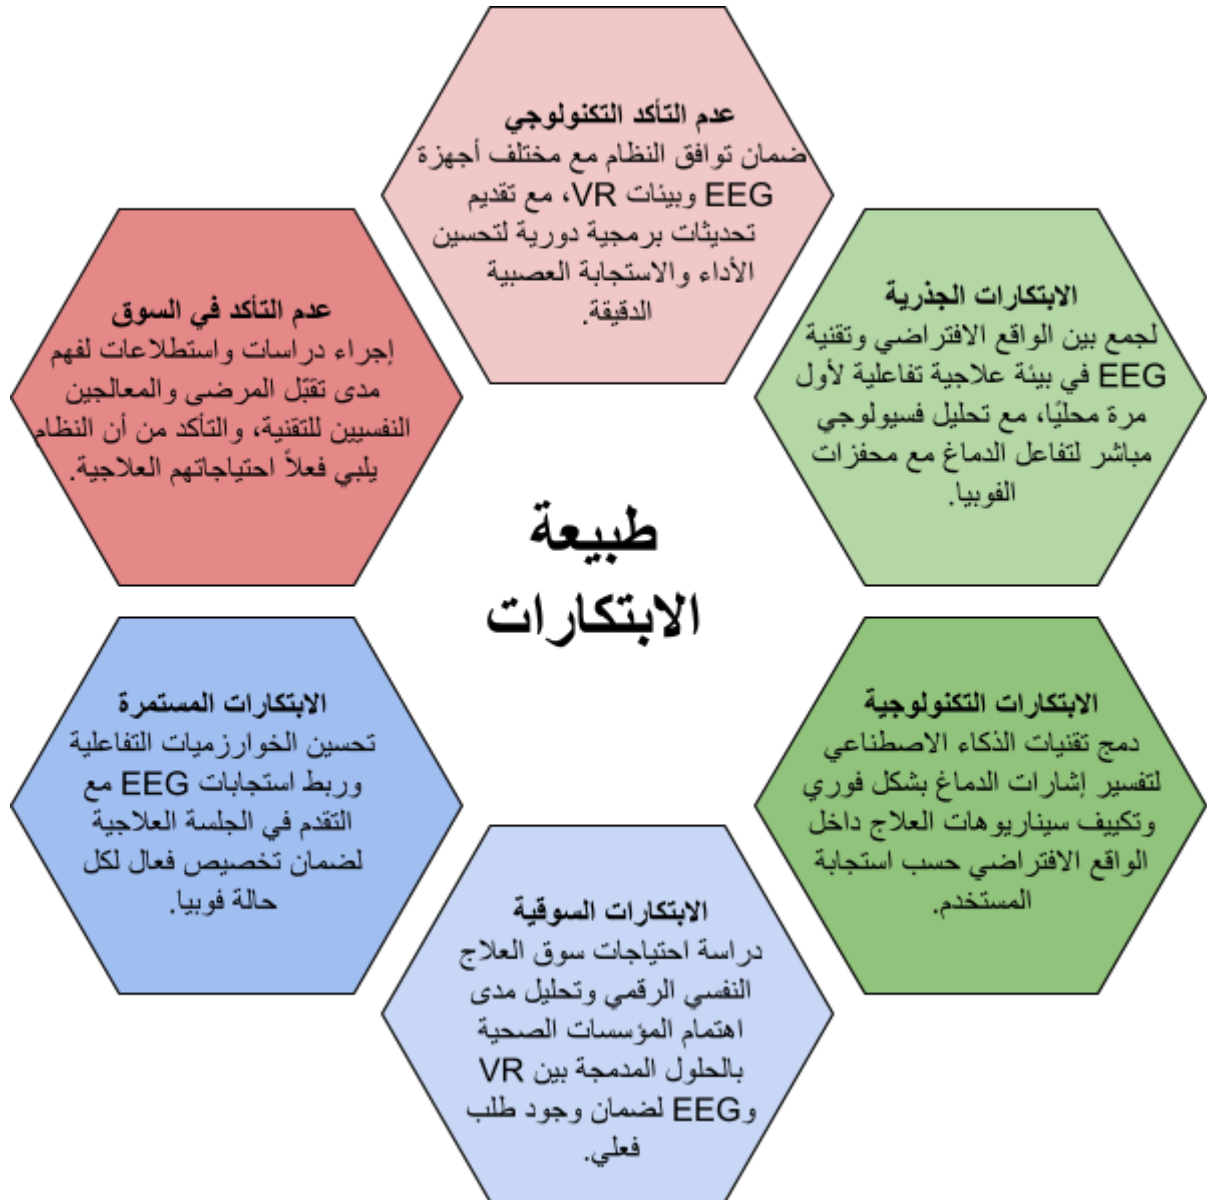 عدم التأكد التكنولوجي
ضمان توافق النظام مع مختلف أجهزة
EEG وبيئات VR، مع تقديم
تحديثات برمجية دورية لتحسين
الأداء والاستجابة العصبية
الدقيقة.
الابتكارات الجذرية
لجمع بين الواقع الافتراضي وتقنية
EEG في بيئة علاجية تفاعلية لأول
مرة محليًا، مع تحليل فسيولوجي
مباشر لتفاعل الدماغ مع محفزات
الفوبيا.
عدم التأكد في السوق
إجراء دراسات واستطلاعات لفهم
مدى تقبّل المرضى والمعالجين
النفسيين للتقنية، والتأكد من أن النظام
يلبي فعلاً احتياجاتهم العلاجية.
طبيعة
الابتكارات
الابتكارات التكنولوجية
دمج تقنيات الذكاء الاصطناعي
لتفسير إشارات الدماغ بشكل فوري
وتكييف سيناريوهات العلاج داخل
الواقع الافتراضي حسب استجابة
المستخدم.
الابتكارات المستمرة
تحسين الخوارزميات التفاعلية
وربط استجابات EEG مع
التقدم في الجلسة العلاجية
لضمان تخصيص فعال لكل
حالة فوبيا.
الابتكارات السوقية
دراسة احتياجات سوق العلاج
النفسي الرقمي وتحليل مدى
اهتمام المؤسسات الصحية
بالحلول المدمجة بين VR
وEEG لضمان وجود طلب
فعلي.